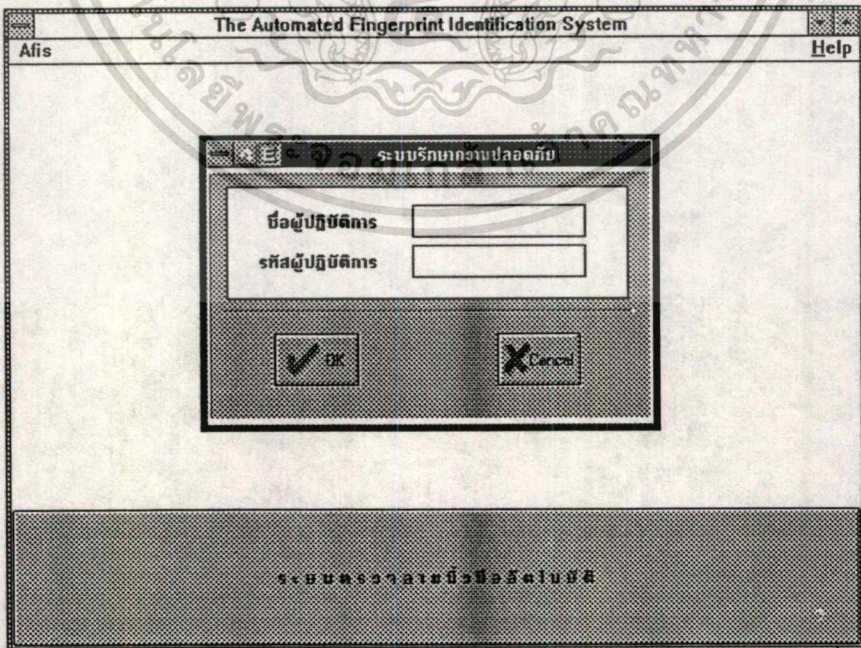 The Automated Fingerprint Identification System
Afis Help
ระบบรักษาความปลอดภัย
ชื่อผู้ปฏิบัติการ
รหัสผู้ปฏิบัติการ
OK Cancel
ระบบตรวจลายนิ้วมืออัตโนมัติ